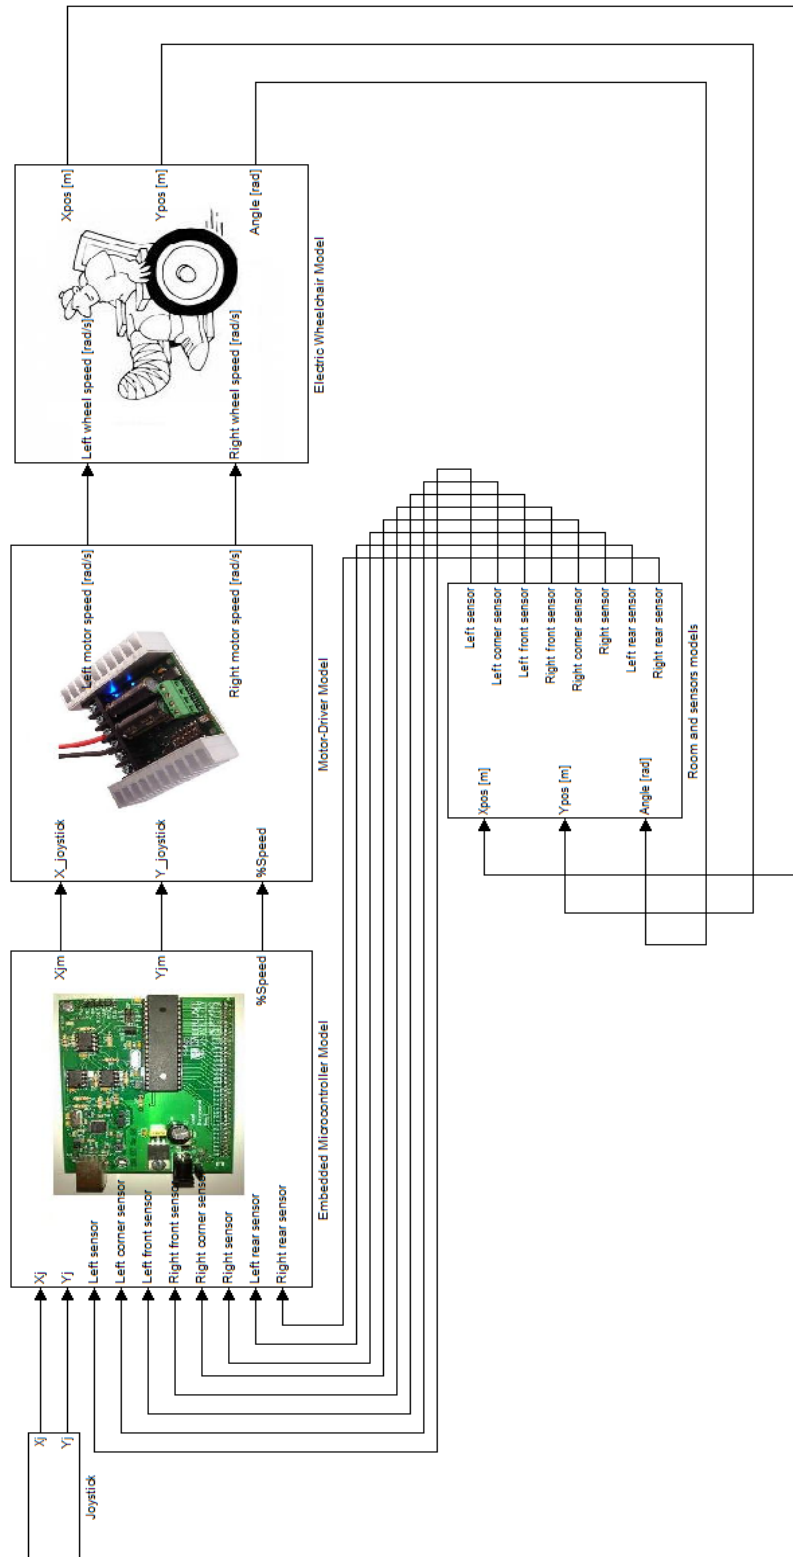 Xj
Yj
Joystick
Xj
Yj
Left sensor
Left corner sensor
Left front sensor
Right front sensor
Right corner sensor
Right sensor
Left rear sensor
Right rear sensor
Xjm
Yjm
%Speed
Embedded Microcontroller Model
X_joystick
Y_joystick
%Speed
Left motor speed [rad/s]
Right motor speed [rad/s]
Motor-Driver Model
Left wheel speed [rad/s]
Right wheel speed [rad/s]
Xpos [m]
Ypos [m]
Angle [rad]
Electric Wheelchair Model
Xpos [m]
Ypos [m]
Angle [rad]
Left sensor
Left corner sensor
Left front sensor
Right front sensor
Right corner sensor
Right sensor
Left rear sensor
Right rear sensor
Room and sensors models